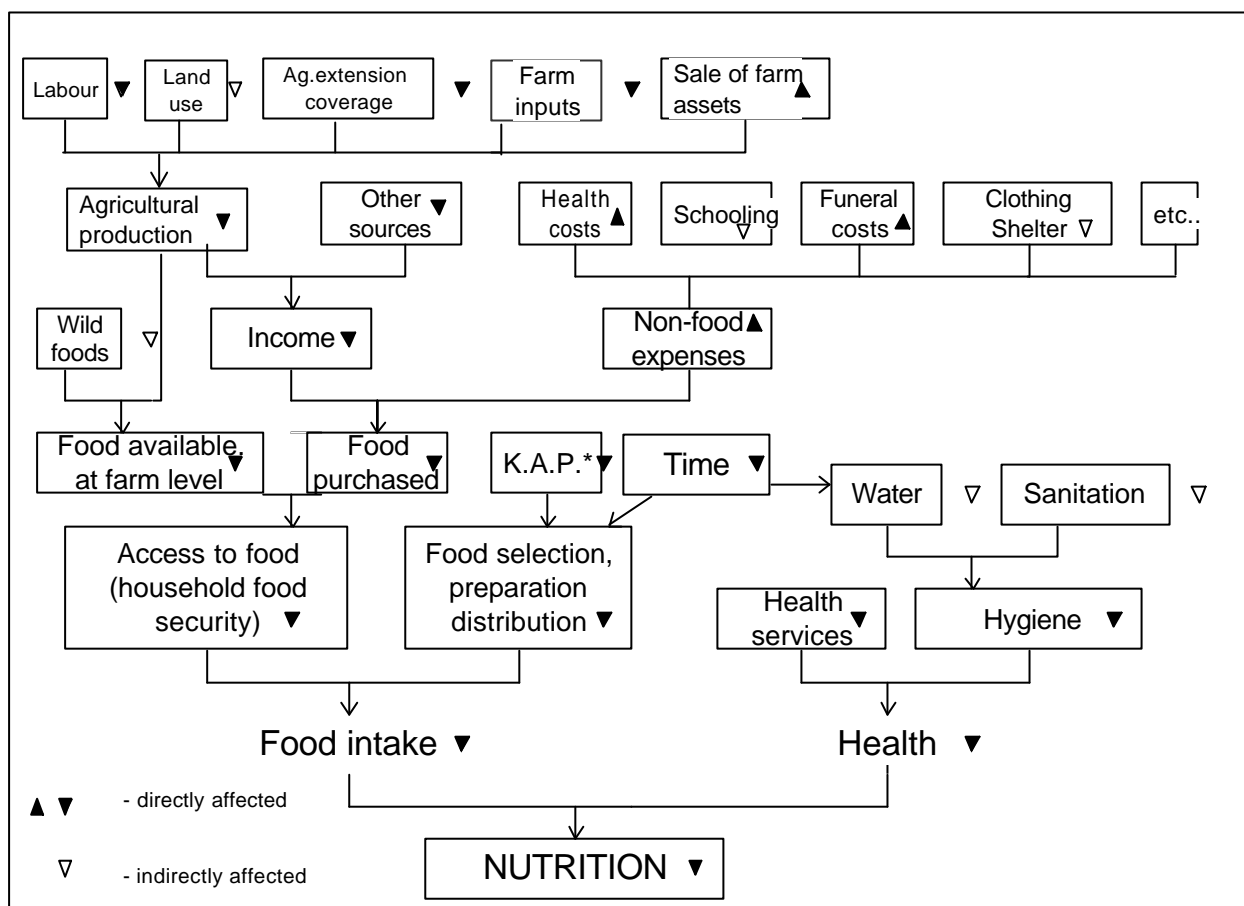 Labour
Land
use
Ag.extension
coverage
Farm
inputs
Sale of farm
assets
Agricultural
production
Other
sources
Health
costs
Schooling
Funeral
costs
Clothing
Shelter
etc..
Wild
foods
Income
Non-food
expenses
Food available,
at farm level
Food
purchased
K.A.P.*
Time
Water
Sanitation
Access to food
(household food
security)
Food selection,
preparation
distribution
Health
services
Hygiene
Food intake
Health
- directly affected
NUTRITION
- indirectly affected